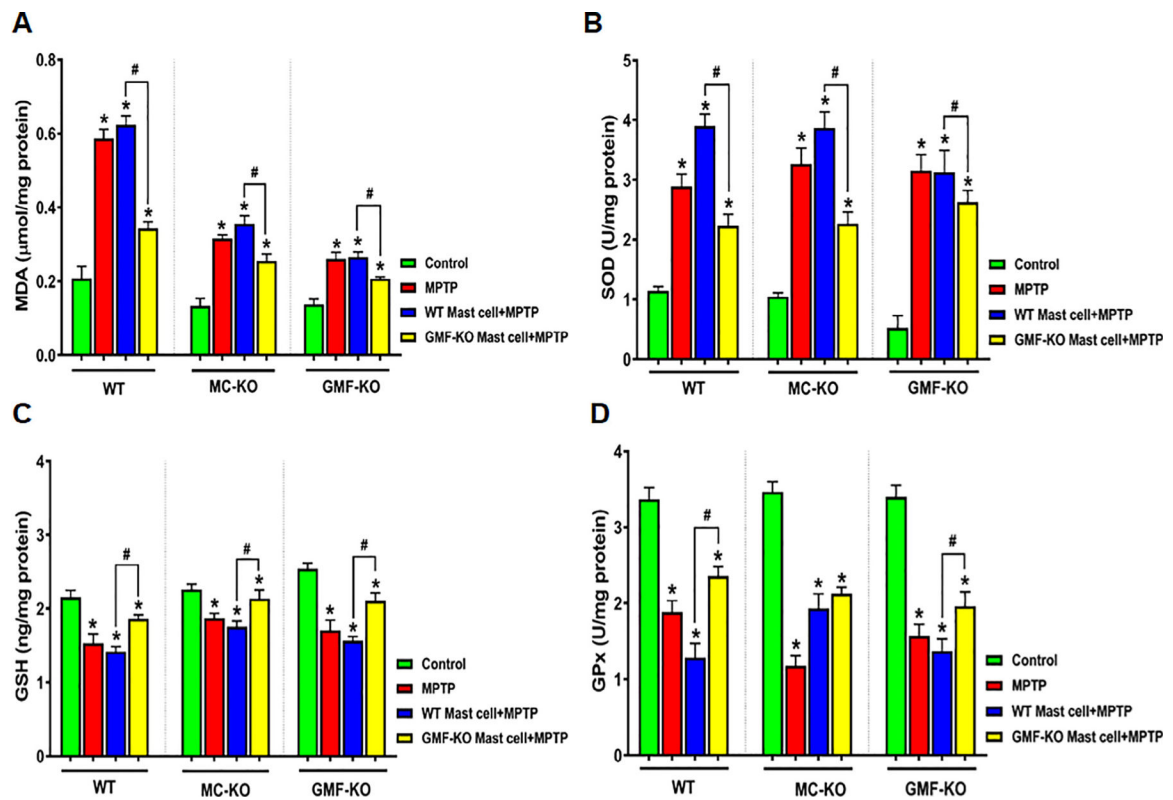 A
MDA (μmol/mg protein)
0.8
0.6
0.4
0.2
0.0
#
* * *
#
* * *
#
* * *
Control
MPTP
WT Mast cell+MPTP
GMF-KO Mast cell+MPTP
WT MC-KO GMF-KO
B
SOD (U/mg protein)
5
4
3
2
1
0
#
* * *
#
* * *
#
* * *
Control
MPTP
WT Mast cell+MPTP
GMF-KO Mast cell+MPTP
WT MC-KO GMF-KO
C
GSH (ng/mg protein)
4
3
2
1
0
#
* * *
#
* * *
#
* * *
Control
MPTP
WT Mast cell+MPTP
GMF-KO Mast cell+MPTP
WT MC-KO GMF-KO
D
GPx (U/mg protein)
4
3
2
1
0
#
* * *
* * *
#
* * *
Control
MPTP
WT Mast cell+MPTP
GMF-KO Mast cell+MPTP
WT MC-KO GMF-KO